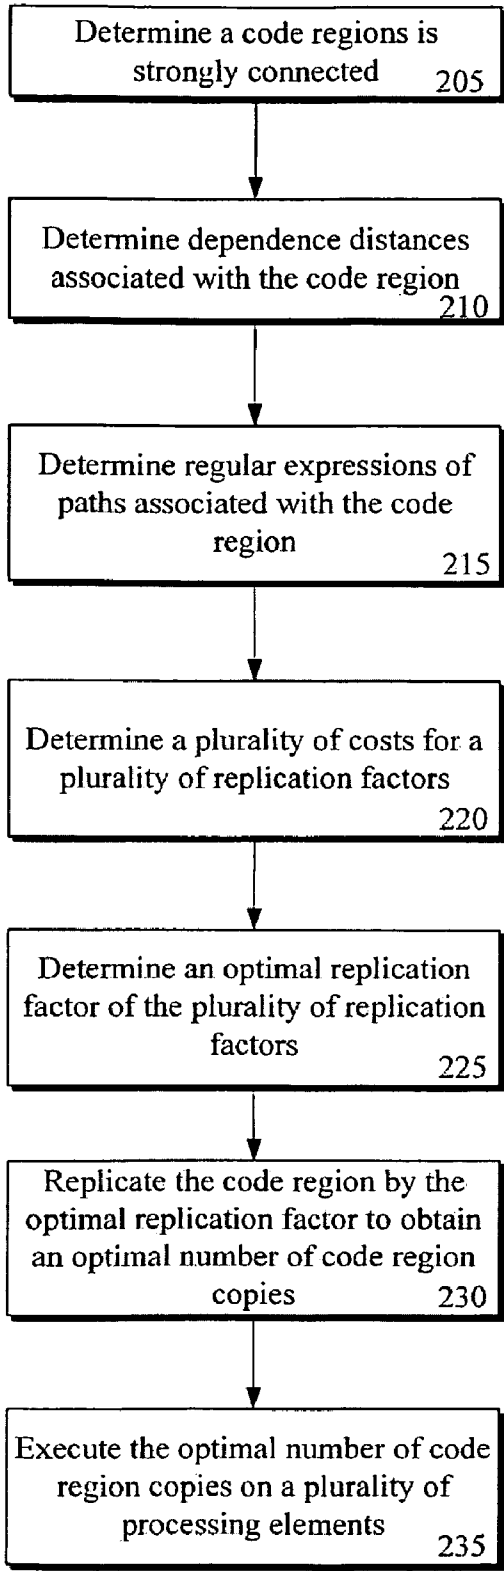 Determine a code regions is
strongly connected
205
Determine dependence distances
associated with the code region
210
Determine regular expressions of
paths associated with the code
region
215
Determine a plurality of costs for a
plurality of replication factors
220
Determine an optimal replication
factor of the plurality of replication
factors
225
Replicate the code region by the
optimal replication factor to obtain
an optimal number of code region
copies 230
Execute the optimal number of code
region copies on a plurality of
processing elements
235